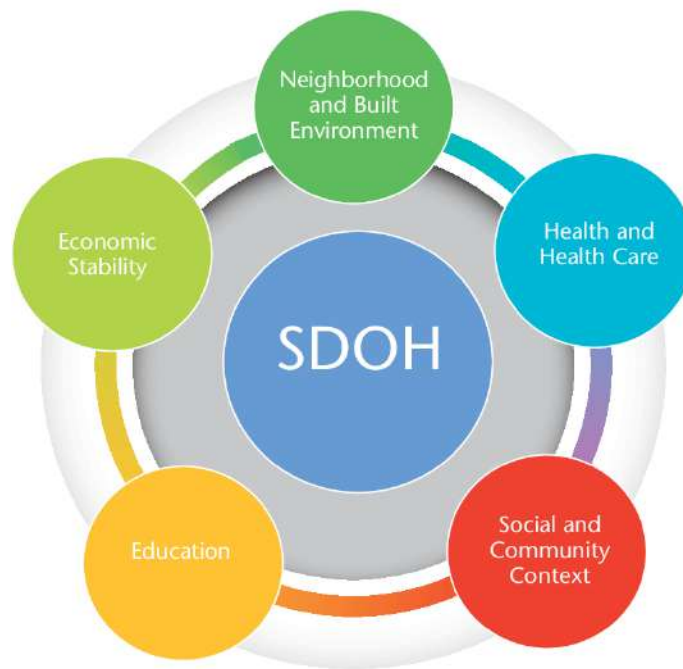 Neighborhood
and Built
Environment
Health and
Health Care
Economic
Stability
SDOH
Social and
Community
Context
Education